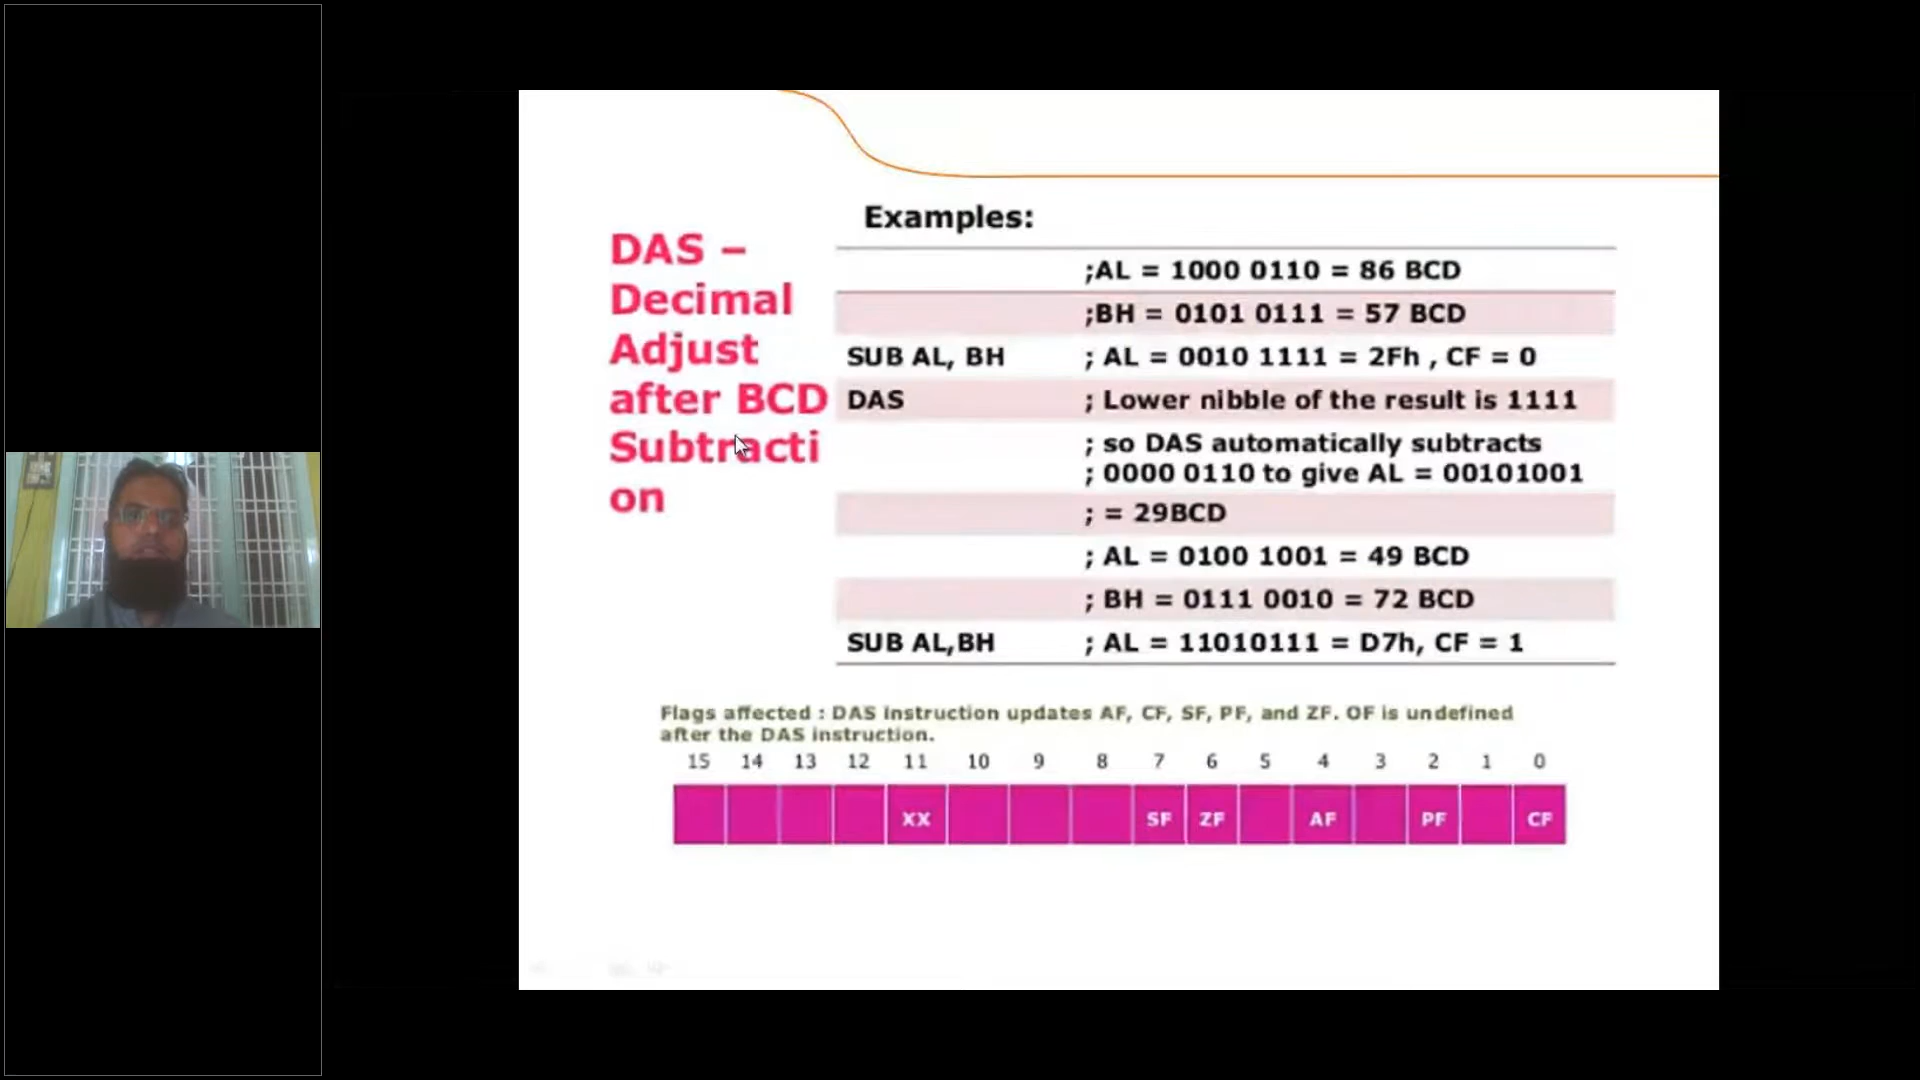 Examples:
DAS –
Decimal
Adjust
after BCD
Subtracti
on
;AL = 1000 0110 = 86 BCD
;BH = 0101 0111 = 57 BCD
SUB AL, BH ; AL = 0010 1111 = 2Fh , CF = 0
DAS ; Lower nibble of the result is 1111
; so DAS automatically subtracts
; 0000 0110 to give AL = 00101001
; = 29BCD
; AL = 0100 1001 = 49 BCD
; BH = 0111 0010 = 72 BCD
SUB AL,BH ; AL = 11010111 = D7h, CF = 1
Flags affected : DAS instruction updates AF, CF, SF, PF, and ZF. OF is undefined
after the DAS instruction.
15 14 13 12 11 10 9 8 7 6 5 4 3 2 1 0
XX SF ZF AF PF CF